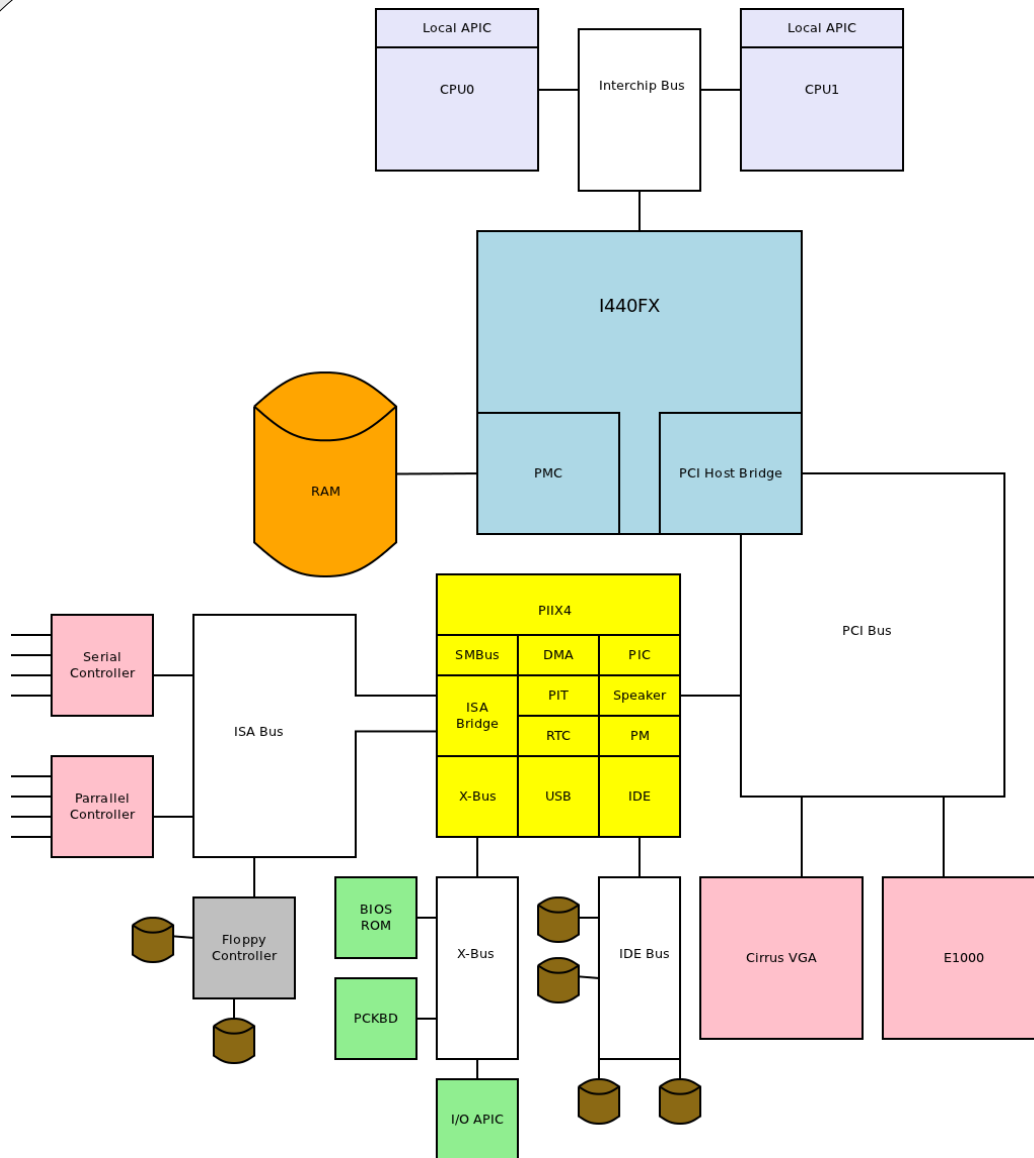 Local APIC
Local APIC
CPU0
Interchip Bus
CPU1
I440FX
RAM
PMC
PCI Host Bridge
PIIX4
PCI Bus
SMBus
DMA
PIC
Serial
Controller
ISA Bus
ISA
Bridge
PIT
Speaker
RTC
PM
Parrallel
Controller
X-Bus
USB
IDE
BIOS
ROM
Floppy
Controller
X-Bus
IDE Bus
Cirrus VGA
E1000
PCKBD
I/O APIC